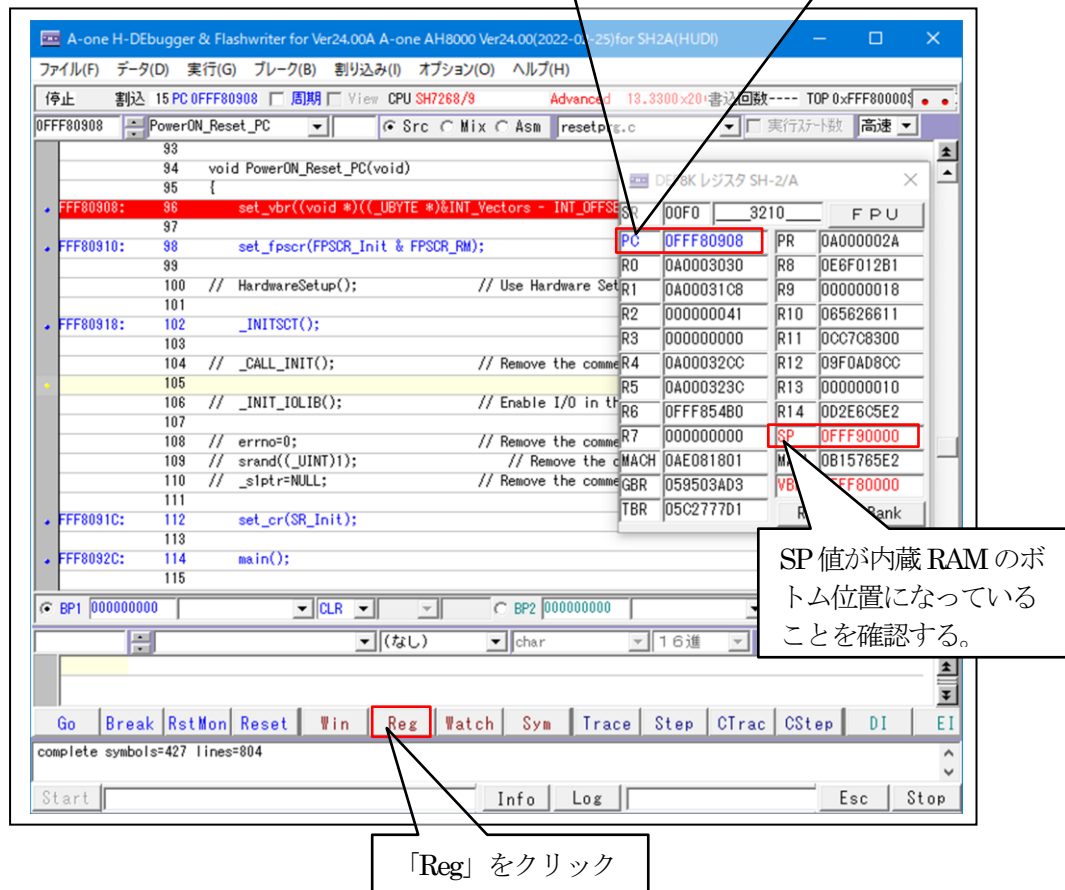 A-one H-DEbugger & Flashwriter for Ver24.00A A-one AH8000 Ver24.00(2022-02-25)for SH2A(HUDI)
ファイル(F) データ(D) 実行(G) ブレーク(B) 割り込み(I) オプション(O) ヘルプ(H)
停止 割込 15 PC 0FFF80908 周期 View CPU SH7268/9 Advanced 13.3300×20 書込回数---- TOP 0xFFF80000
0FFF80908 PowerON_Reset_PC Src Mix Asm resetprg.c 実行ステート数 高速
93
94 void PowerON_Reset_PC(void)
95 {
FFF80908: 96 set_vbr((void *)((_UBYTE *)&INT_Vectors - INT_OFFSE
97
FFF80910: 98 set_fpscr(FPSCR_Init & FPSCR_RM);
99
100 // HardwareSetup(); // Use Hardware Set
101
FFF80918: 102 _INITSCT();
103
104 // _CALL_INIT(); // Remove the comme
105
106 // _INIT_IOLIB(); // Enable I/O in th
107
108 // errno=0; // Remove the comme
109 // srand((_UINT)1); // Remove the c
110 // _s1ptr=NULL; // Remove the comme
111
FFF8091C: 112 set_cr(SR_Init);
113
FFF8092C: 114 main();
115
レジスタ SH-2/A
SR 00F0 ____3210____ FPU
PC 0FFF80908 PR 0A000002A
R0 0A0003030 R8 0E6F012B1
R1 0A00031C8 R9 000000018
R2 000000041 R10 065626611
R3 000000000 R11 0CC7C8300
R4 0A00032CC R12 09F0AD8CC
R5 0A000323C R13 000000010
R6 0FFF854B0 R14 0D2E6C5E2
R7 000000000 SP 0FFF90000
MACH 0AE081801 0B15765E2
GBR 059503AD3 FF80000
TBR 05C2777D1 Bank
SP値が内蔵RAMのボ
トム位置になっている
ことを確認する。
BP1 000000000 CLR BP2 000000000
(なし) char 16進
Go Break RstMon Reset Win Reg Watch Sym Trace Step CTrac CStep DI EI
complete symbols=427 lines=804
Start Info Log Esc Stop
「Reg」をクリック